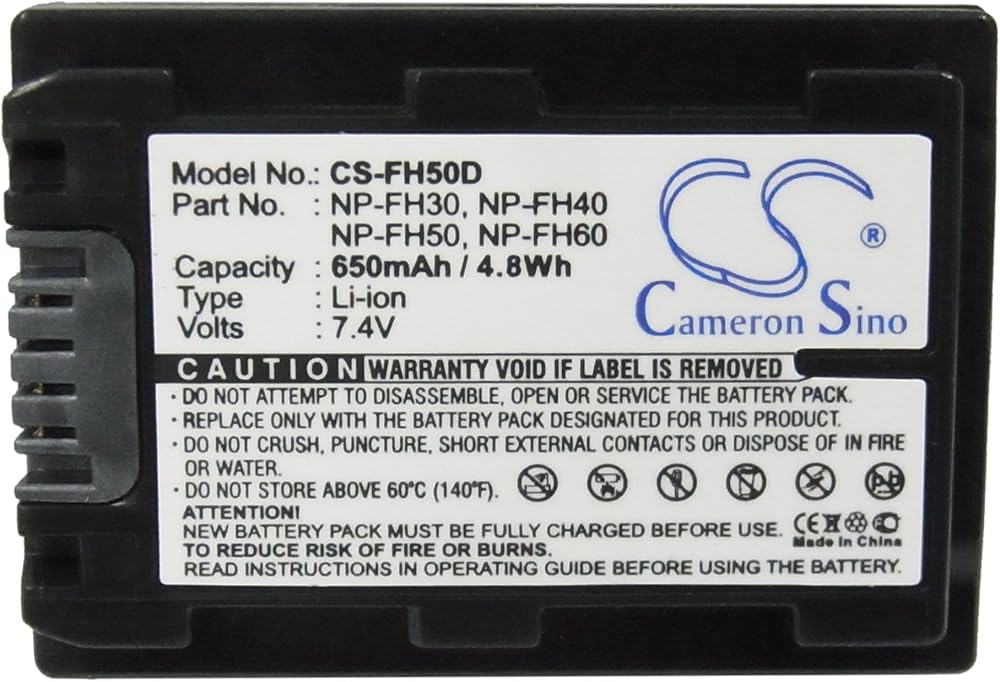 Model No.: CS-FH50D
Part No. : NP-FH30, NP-FH40
NP-FH50, NP-FH60
Capacity : 650mAh / 4.8Wh
Type : Li-ion
Volts : 7.4V
CS ®
Cameron Sino
CAUTION WARRANTY VOID IF LABEL IS REMOVED
· DO NOT ATTEMPT TO DISASSEMBLE, OPEN OR SERVICE THE BATTERY PACK.
· REPLACE ONLY WITH THE BATTERY PACK DESIGNATED FOR THIS PRODUCT.
· DO NOT CRUSH, PUNCTURE, SHORT EXTERNAL CONTACTS OR DISPOSE OF IN FIRE
OR WATER.
· DO NOT STORE ABOVE 60°C (140°F).
Pb
ATTENTION!
NEW BATTERY PACK MUST BE FULLY CHARGED BEFORE USE
TO REDUCE RISK OF FIRE OR EXPLOSION.
READ INSTRUCTIONS IN OPERATING GUIDE BEFORE USING BATTERY PACK.
CE FC
Made in China